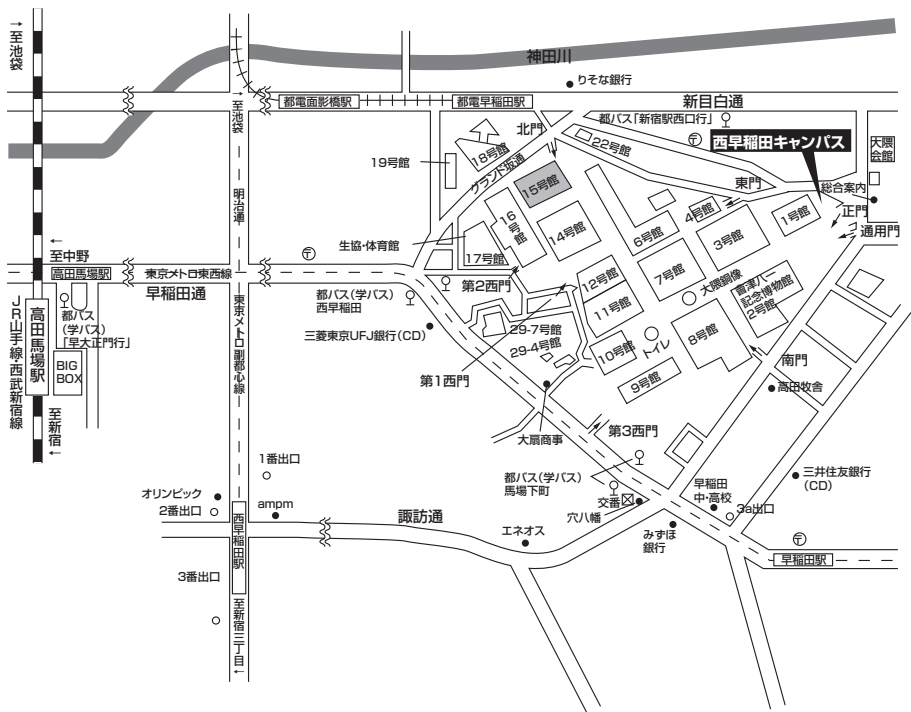 →至池袋
神田川
りそな銀行
都電面影橋駅
都電早稲田駅
新目白通
→至池袋
北門
都バス「新宿駅西口行」
〒
西早稲田キャンパス
大隈
会館
19号館
18号館
22号館
グランド坂通
15号館
東門
総合案内
明治通
16号館
14号館
6号館
4号館
3号館
1号館
正門
通用門
生協・体育館
17号館
〒
←
至中野
高田馬場駅
東京メトロ東西線
早稲田通
第2西門
12号館
7号館
大隈銅像
會津八一
記念博物館
2号館
都バス(学バス)
西早稲田
11号館
JR山手線・西武新宿線
高田馬場駅
都バス
(学バス)
「早大正門行」
BIG
BOX
東京メトロ副都心線
三菱東京UFJ銀行(CD)
29-7号館
29-4号館
10号館
トイレ
8号館
9号館
南門
高田牧舎
第1西門
至新宿←
大扇商事
第3西門
1番出口
オリンピック
2番出口
ampm
西早稲田駅
諏訪通
都バス(学バス)
馬場下町
交番
穴八幡
早稲田
中・高校
三井住友銀行
(CD)
3a出口
エネオス
みずほ
銀行
〒
早稲田駅
3番出口
至新宿三丁目←